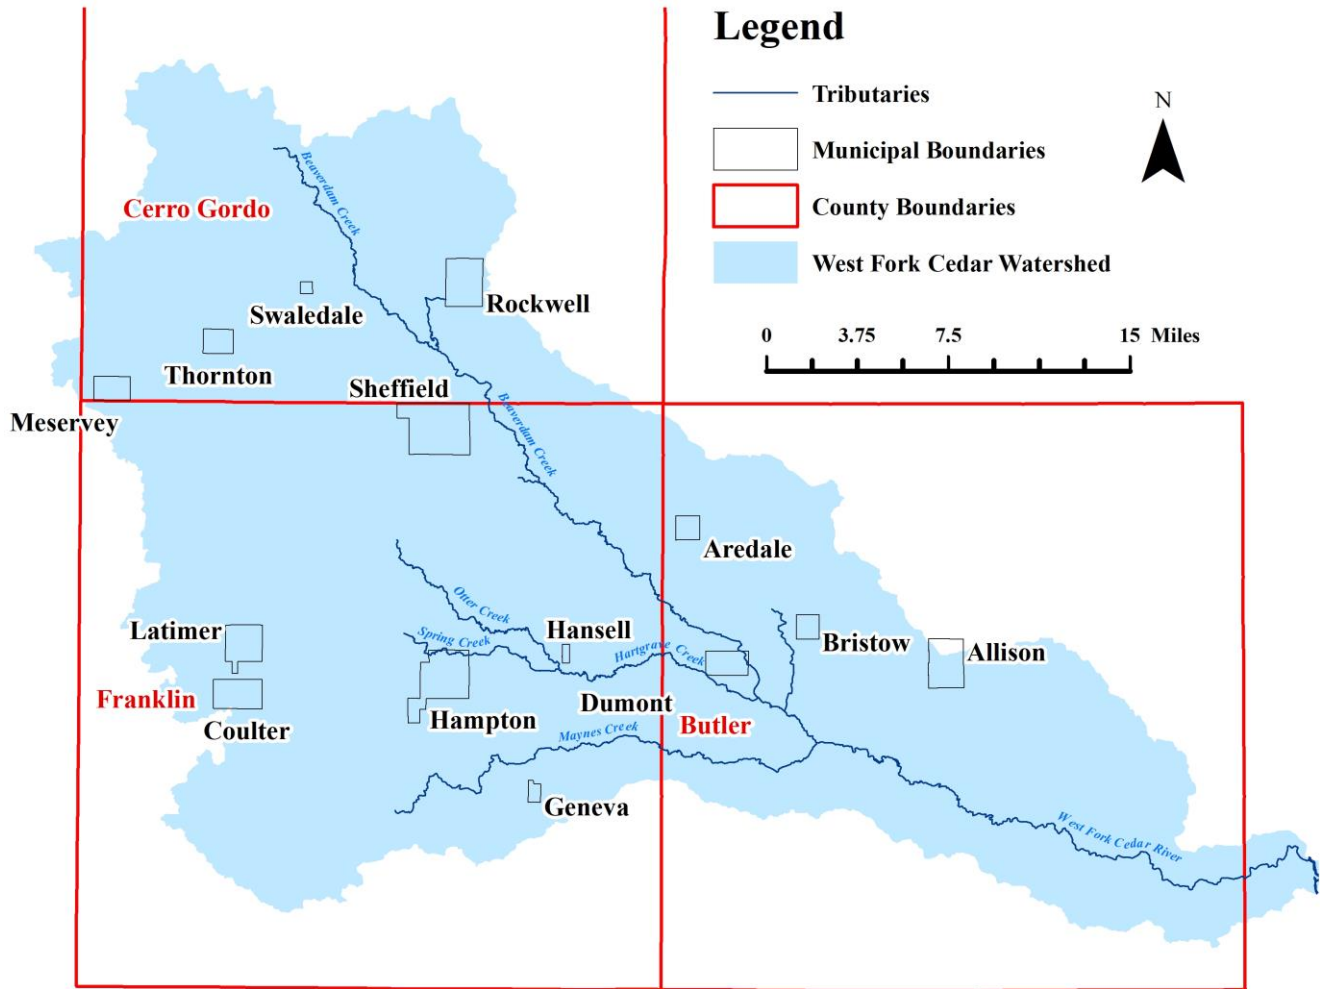 Legend
Tributaries
Municipal Boundaries
County Boundaries
West Fork Cedar Watershed
N
0 3.75 7.5 15 Miles
Beaverdam Creek
Cerro Gordo
Swaledale
Rockwell
Thornton
Sheffield
Meservey
Beaverdam Creek
Aredale
Otter Creek
Latimer
Spring Creek
Hansell
Hartgrave Creek
Bristow
Allison
Franklin
Coulter
Hampton
Dumont
Butler
Maynes Creek
Geneva
West Fork Cedar River